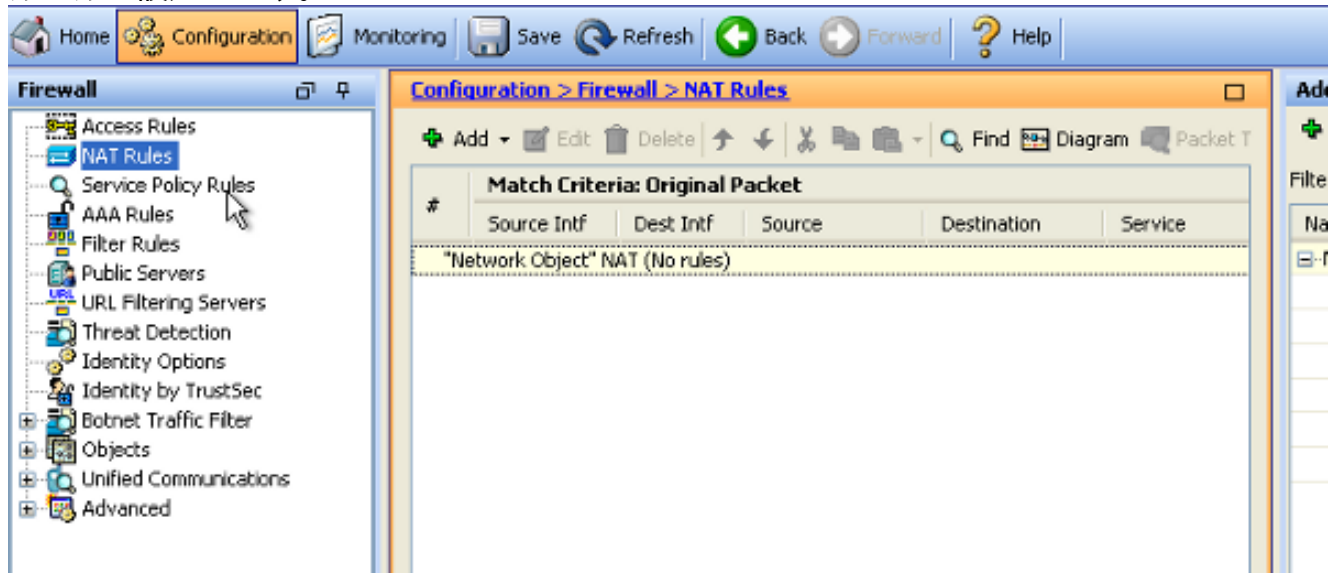 Home Configuration Monitoring Save Refresh Back Forward Help
Firewall
Access Rules
NAT Rules
Service Policy Rules
AAA Rules
Filter Rules
Public Servers
URL Filtering Servers
Threat Detection
Identity Options
Identity by TrustSec
Botnet Traffic Filter
Objects
Unified Communications
Advanced
Configuration > Firewall > NAT Rules
Add Edit Delete Find Diagram Packet T
# Match Criteria: Original Packet
Source Intf Dest Intf Source Destination Service
"Network Object" NAT (No rules)
Filte
Na